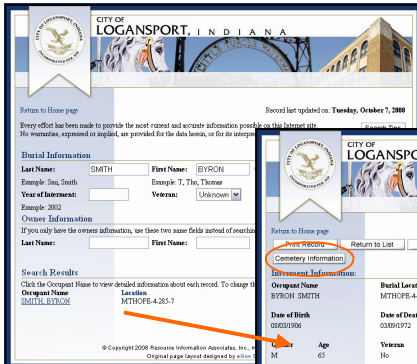 CITY OF
LOGANSPORT, INDIANA
Return to Home page
Record last updated on: Tuesday, October 7, 2008
Every effort has been made to provide the most current and accurate information possible on this Internet site.
No warranties, expressed or implied, are provided for the data herein, or for its
Burial Information
Last Name: SMITH First Name: BYRON
Example: Smi, Smith Example: T, Tho, Thomas
Year of Interment: Veteran: Unknown
Example: 2002
Owner Information
If you only have the owners information, use these two name fields instead of
Last Name: First Name:
Search Results
Click the Occupant Name to view detailed information about each record. To change
Occupant Name Location
SMITH, BYRON MTHOPE-4-285-7
© Copyright 2008 Resource Information Associates, Inc.
Original page layout designed by eGov
CITY OF
LOGANSPO
Return to Home page
Print Record Return to List
Cemetery Information
Interment Information:
Occupant Name Burial Locat
BYRON SMITH MTHOPE-4-
Date of Birth Date of Deat
08/03/1906 03/09/1972
Gender Age Veteran
M 65 No